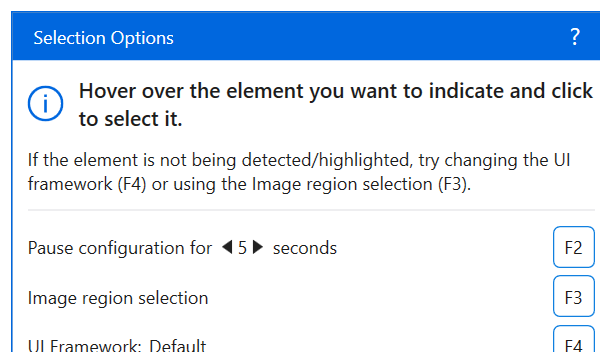 Selection Options ?
Hover over the element you want to indicate and click
to select it.
If the element is not being detected/highlighted, try changing the UI
framework (F4) or using the Image region selection (F3).
Pause configuration for ◀ 5 ▶ seconds F2
Image region selection F3
UI Framework: Default F4